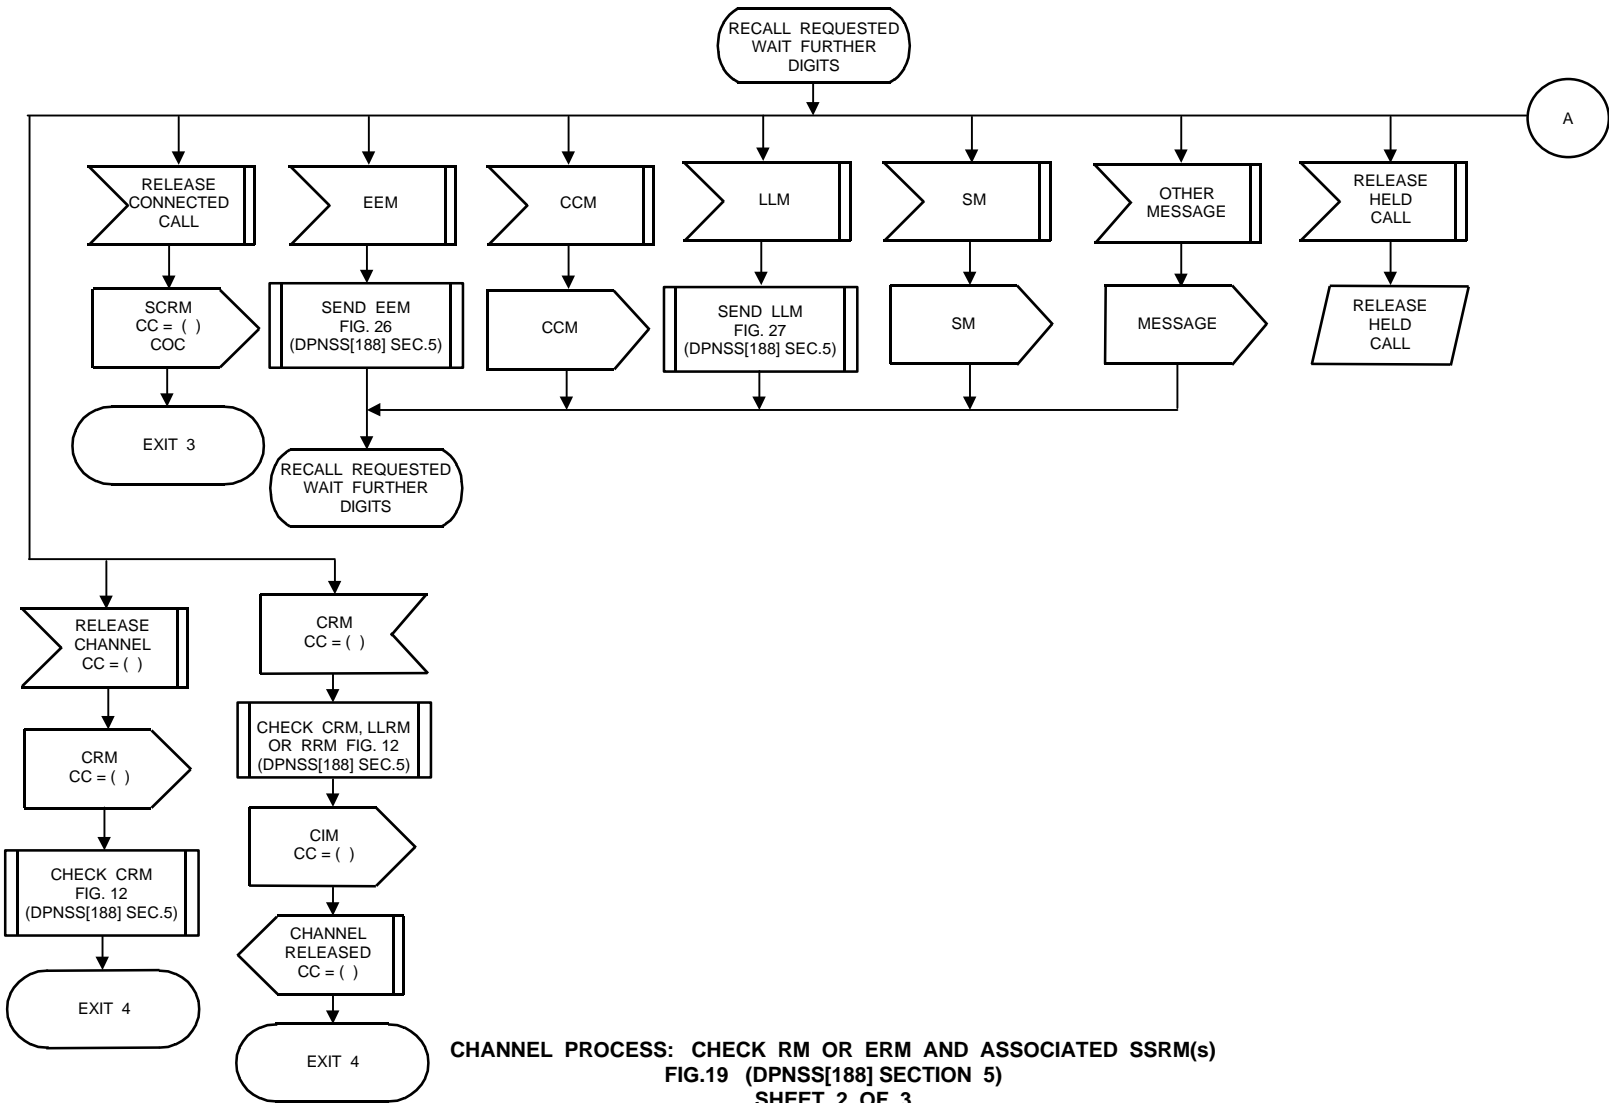 RECALL REQUESTED
WAIT FURTHER
DIGITS
A
RELEASE
CONNECTED
CALL
EEM
CCM
LLM
SM
OTHER
MESSAGE
RELEASE
HELD
CALL
SCRM
CC = ( )
COC
SEND EEM
FIG. 26
(DPNSS[188] SEC.5)
CCM
SEND LLM
FIG. 27
(DPNSS[188] SEC.5)
SM
MESSAGE
RELEASE
HELD
CALL
EXIT 3
RECALL REQUESTED
WAIT FURTHER
DIGITS
RELEASE
CHANNEL
CC = ( )
CRM
CC = ( )
CRM
CC = ( )
CHECK CRM, LLRM
OR RRM FIG. 12
(DPNSS[188] SEC.5)
CIM
CC = ( )
CHECK CRM
FIG. 12
(DPNSS[188] SEC.5)
CHANNEL
RELEASED
CC = ( )
EXIT 4
EXIT 4
CHANNEL PROCESS: CHECK RM OR ERM AND ASSOCIATED SSRM(s)
FIG.19 (DPNSS[188] SECTION 5)
SHEET 2 OF 3